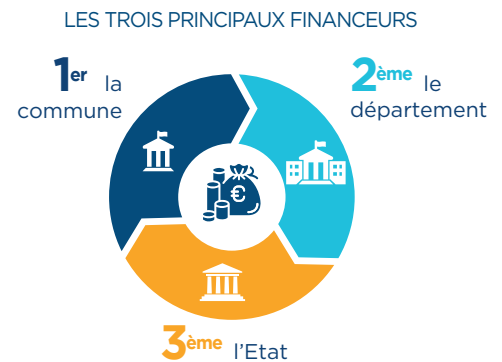 LES TROIS PRINCIPAUX FINANCEURS
1er la
commune
2ème le
département
€
3ème l'Etat